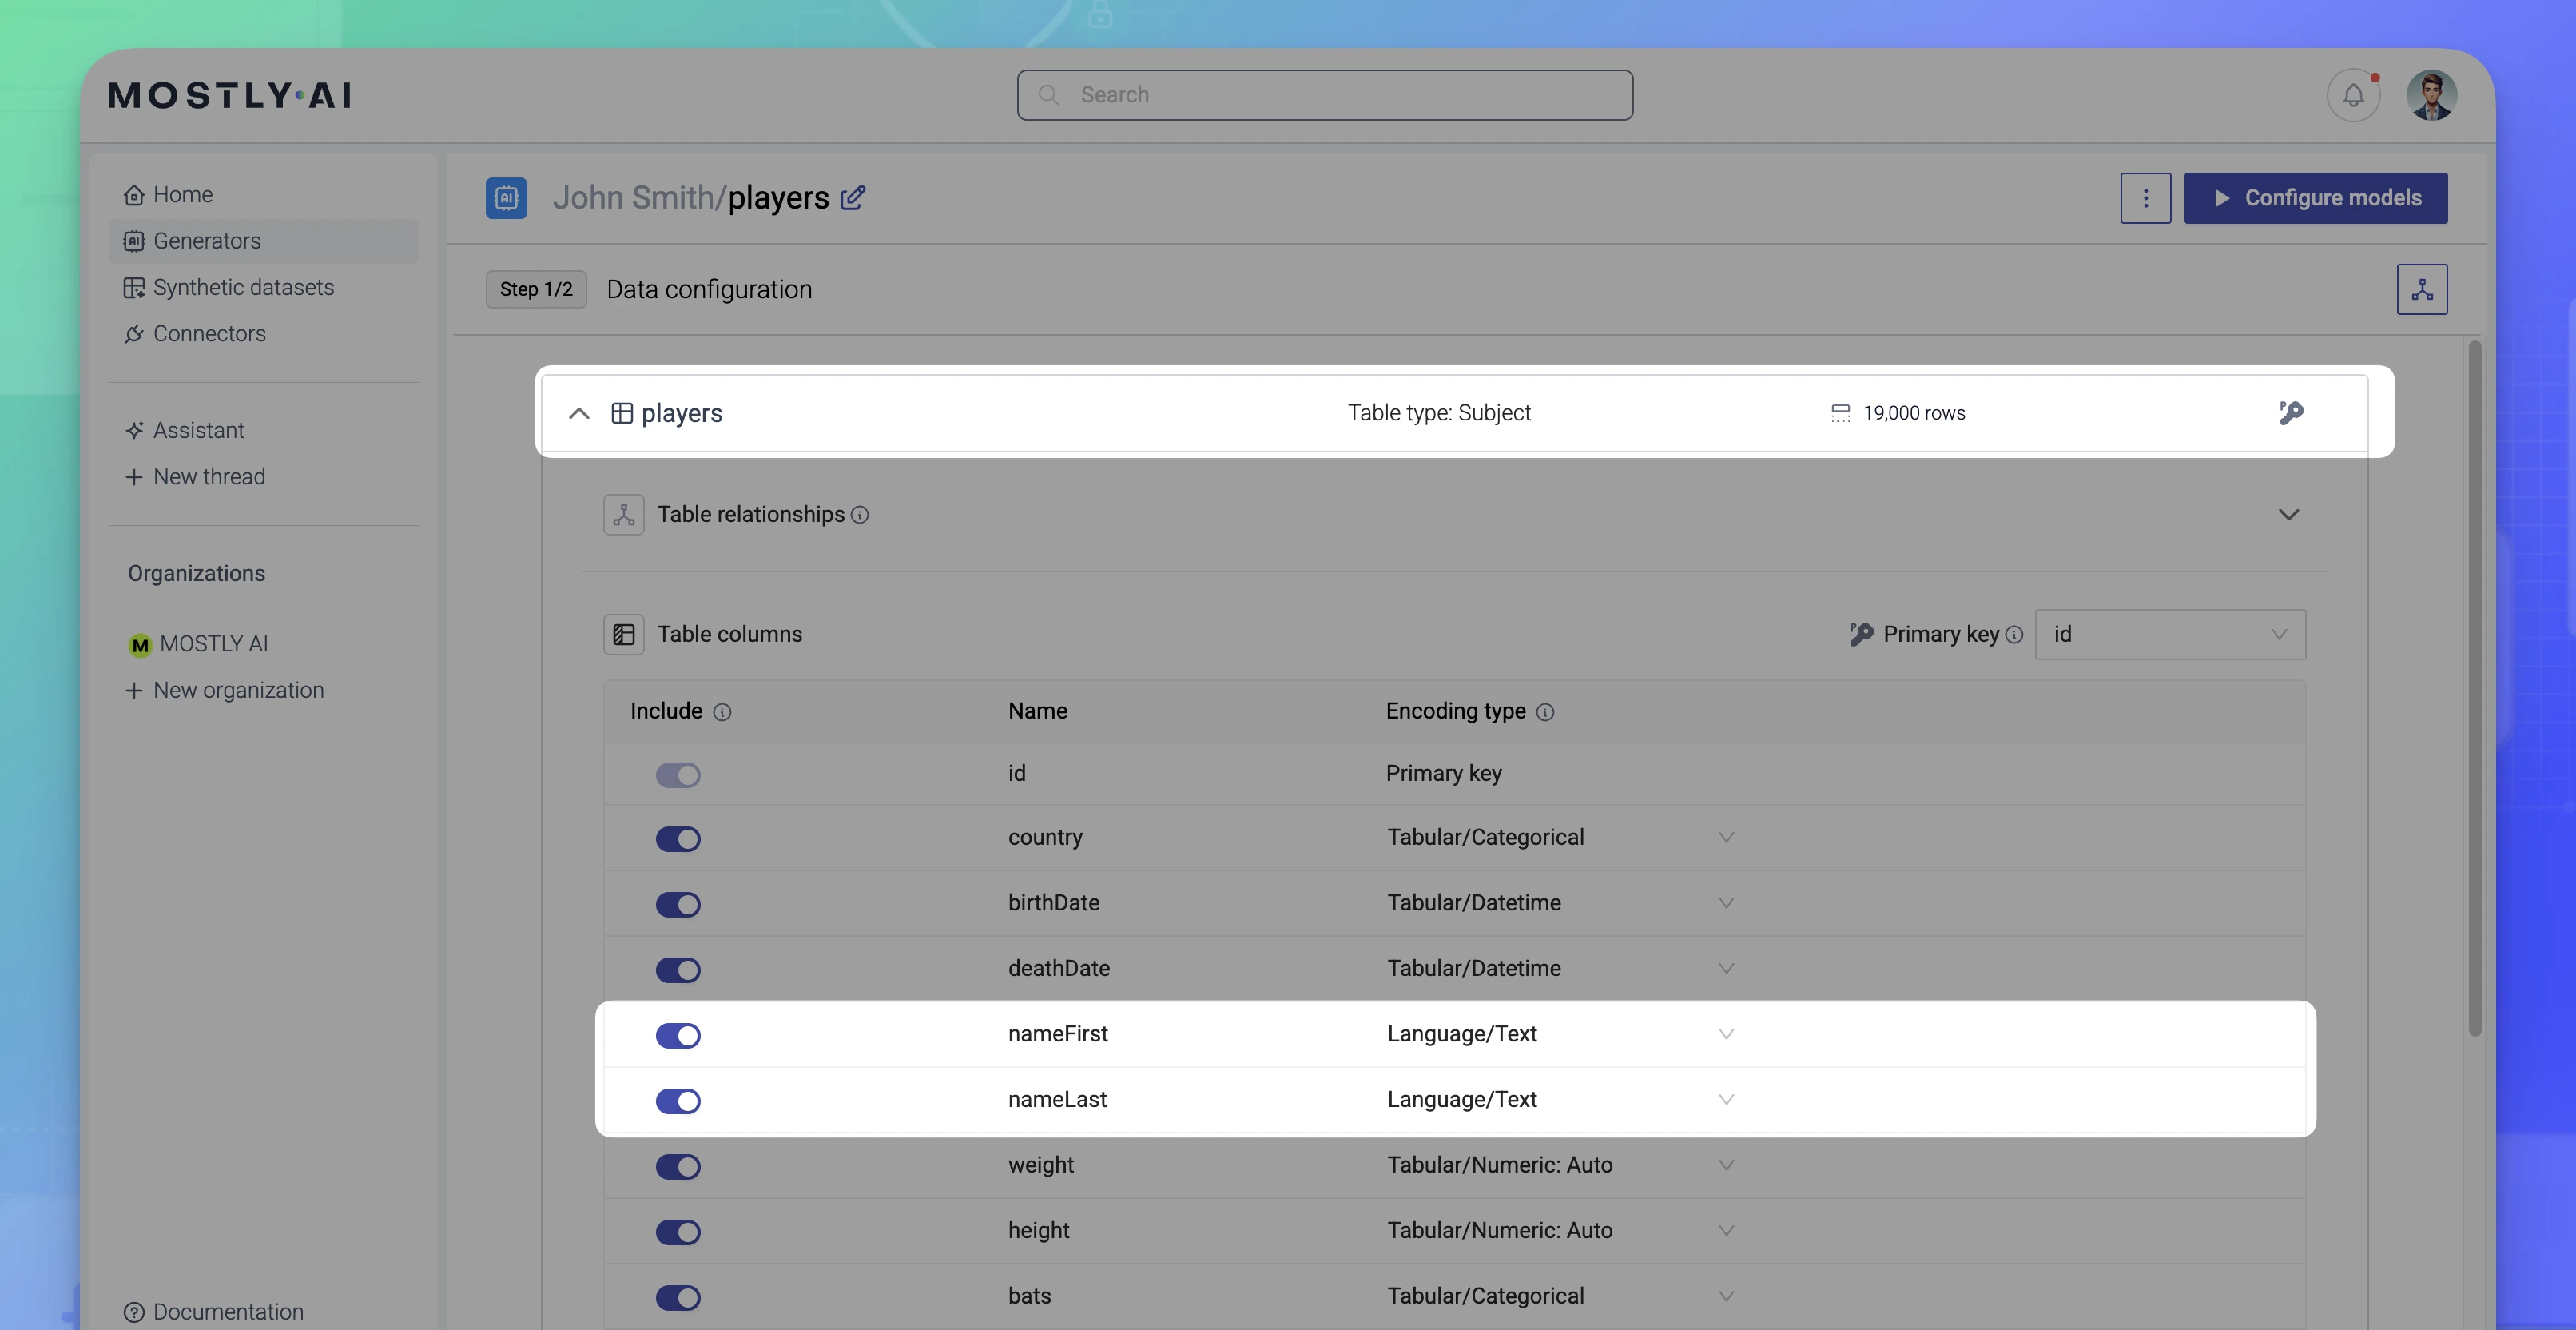 MOSTLY·AI
Search
Home
Generators
Synthetic datasets
Connectors
Assistant
New thread
Organizations
M MOSTLY AI
New organization
Documentation
John Smith/players
Configure models
Step 1/2 Data configuration
players Table type: Subject 19,000 rows
Table relationships
Table columns Primary key id
Include Name Encoding type
id Primary key
country Tabular/Categorical
birthDate Tabular/Datetime
deathDate Tabular/Datetime
nameFirst Language/Text
nameLast Language/Text
weight Tabular/Numeric: Auto
height Tabular/Numeric: Auto
bats Tabular/Categorical